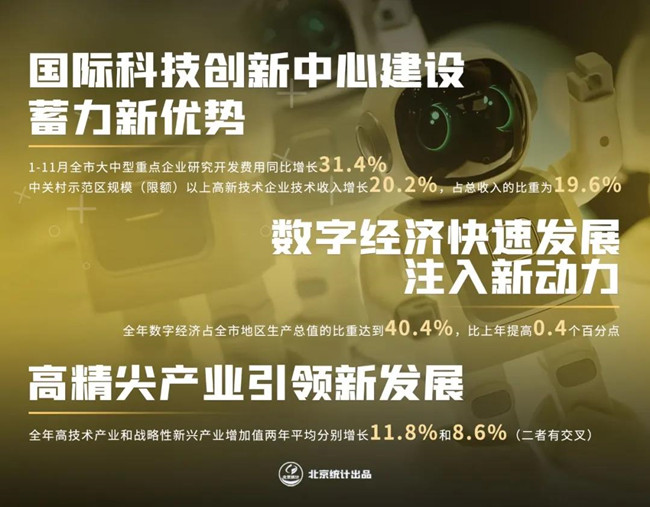 国际科技创新中心建设
蓄力新优势
1-11月全市大中型重点企业研究开发费用同比增长31.4%
中关村示范区规模（限额）以上高新技术企业技术收入增长20.2%，占总收入的比重为19.6%
数字经济快速发展
注入新动力
全年数字经济占全市地区生产总值的比重达到40.4%，比上年提高0.4个百分点
高精尖产业引领新发展
全年高技术产业和战略性新兴产业增加值两年平均分别增长11.8%和8.6%（二者有交叉）
北京统计出品